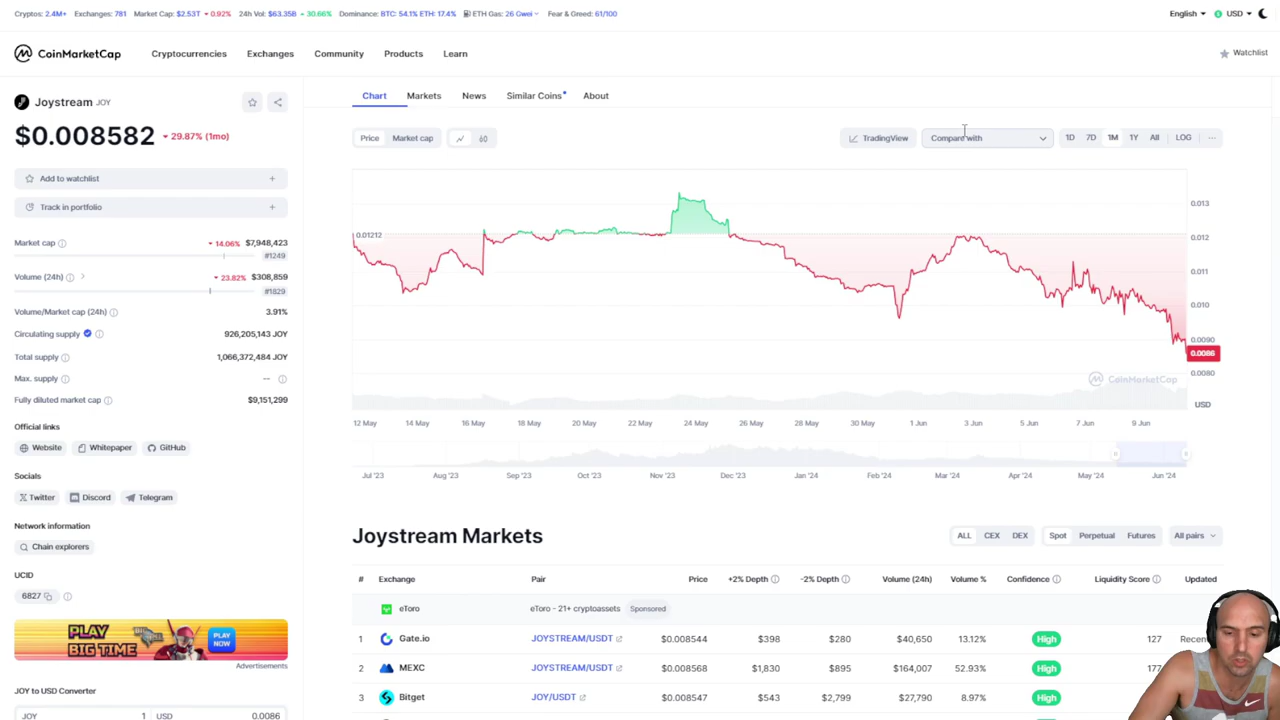 Cryptos: 2.4M+ Exchanges: 781 Market Cap: $2.53T 0.92% 24h Vol: $63.35B 30.66% Dominance: BTC: 54.1% ETH: 17.4% ETH Gas: 26 Gwei Fear & Greed: 61/100 English USD
CoinMarketCap Cryptocurrencies Exchanges Community Products Learn Watchlist
Joystream JOY
$0.008582 29.87% (1mo)
Add to watchlist +
Track in portfolio +
Market cap 14.06% $7,948,423
#1249
Volume (24h) 23.82% $308,859
#1829
Volume/Market cap (24h) 3.91%
Circulating supply 926,205,143 JOY
Total supply 1,066,372,484 JOY
Max. supply --
Fully diluted market cap $9,151,299
Official links
Website Whitepaper GitHub
Socials
Twitter Discord Telegram
Network information
Chain explorers
UCID
6827
PLAY BIG TIME PLAY NOW
Advertisements
JOY to USD Converter
JOY 1 USD 0.0086
Chart Markets News Similar Coins About
Price Market cap TradingView Compare with 1D 7D 1M 1Y All LOG ...
0.013
0.01212 0.012
0.011
0.010
0.0090
0.0086
0.0080
CoinMarketCap
USD
12 May 14 May 16 May 18 May 20 May 22 May 24 May 26 May 28 May 30 May 1 Jun 3 Jun 5 Jun 7 Jun 9 Jun
Jul '23 Aug '23 Sep '23 Oct '23 Nov '23 Dec '23 Jan '24 Feb '24 Mar '24 Apr '24 May '24 Jun '24
Joystream Markets ALL CEX DEX Spot Perpetual Futures All pairs
# Exchange Pair Price +2% Depth -2% Depth Volume (24h) Volume % Confidence Liquidity Score Updated
eToro eToro - 21+ cryptoassets Sponsored
1 Gate.io JOYSTREAM/USDT $0.008544 $398 $280 $40,650 13.12% High 127
2 MEXC JOYSTREAM/USDT $0.008568 $1,830 $895 $164,007 52.93% High 177
3 Bitget JOY/USDT $0.008547 $543 $2,799 $27,790 8.97% High